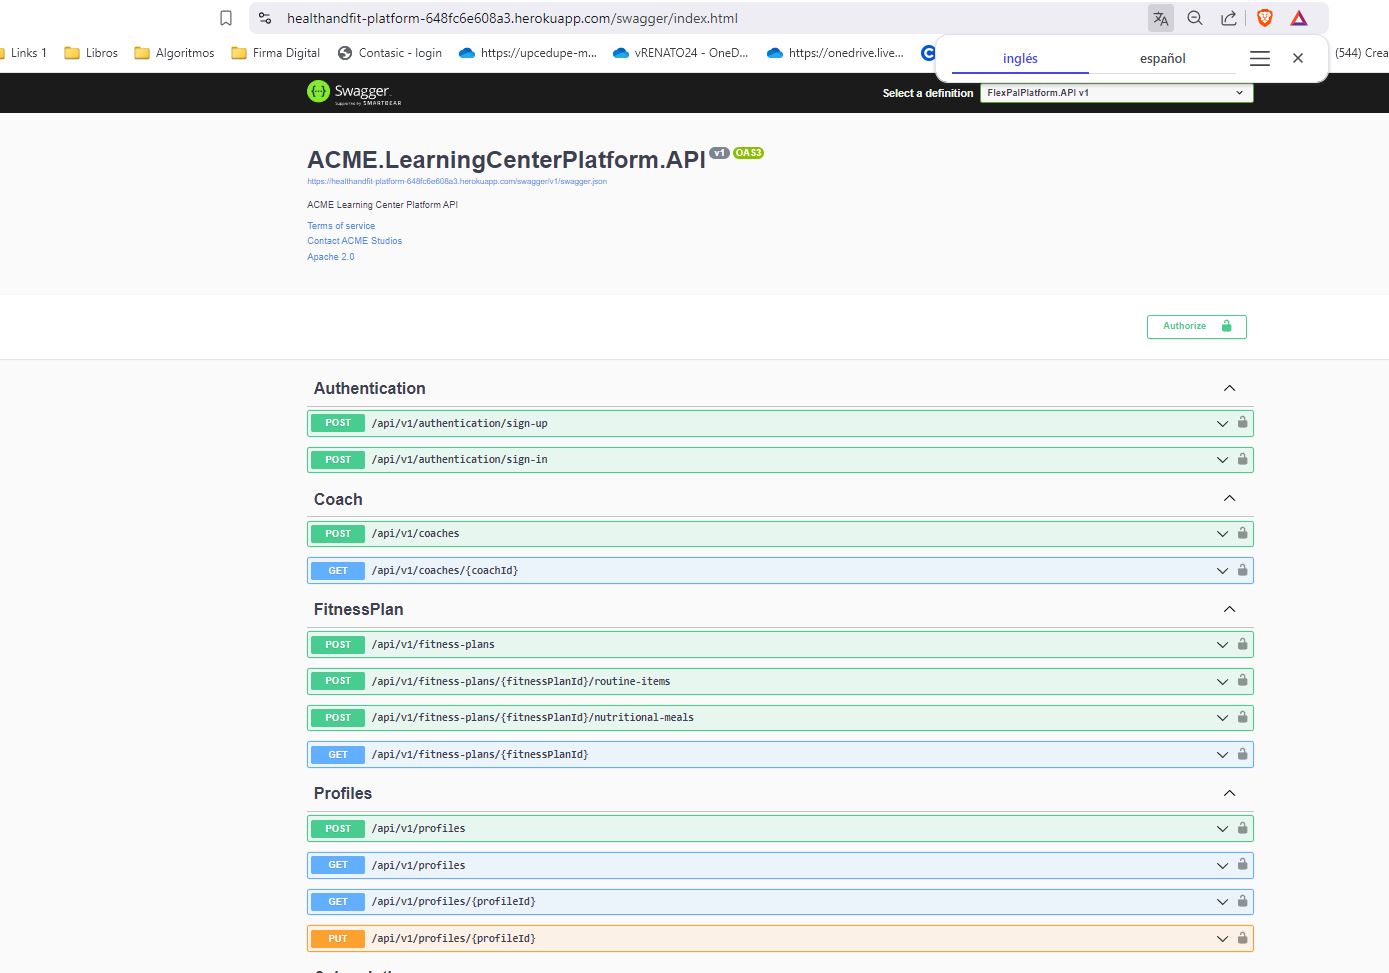 healthandfit-platform-648fc6e608a3.herokuapp.com/swagger/index.html
Links 1 Libros Algoritmos Firma Digital Contasic - login https://upcedupe-m... vRENATO24 - OneD... https://onedrive.live... (544) Crea
inglés español
Swagger
Supported by SMARTBEAR
Select a definition FlexPalPlatform.API v1
ACME.LearningCenterPlatform.API v1 OAS3
https://healthandfit-platform-648fc6e608a3.herokuapp.com/swagger/v1/swagger.json
ACME Learning Center Platform API
Terms of service
Contact ACME Studios
Apache 2.0
Authorize
Authentication
POST /api/v1/authentication/sign-up
POST /api/v1/authentication/sign-in
Coach
POST /api/v1/coaches
GET /api/v1/coaches/{coachId}
FitnessPlan
POST /api/v1/fitness-plans
POST /api/v1/fitness-plans/{fitnessPlanId}/routine-items
POST /api/v1/fitness-plans/{fitnessPlanId}/nutritional-meals
GET /api/v1/fitness-plans/{fitnessPlanId}
Profiles
POST /api/v1/profiles
GET /api/v1/profiles
GET /api/v1/profiles/{profileId}
PUT /api/v1/profiles/{profileId}